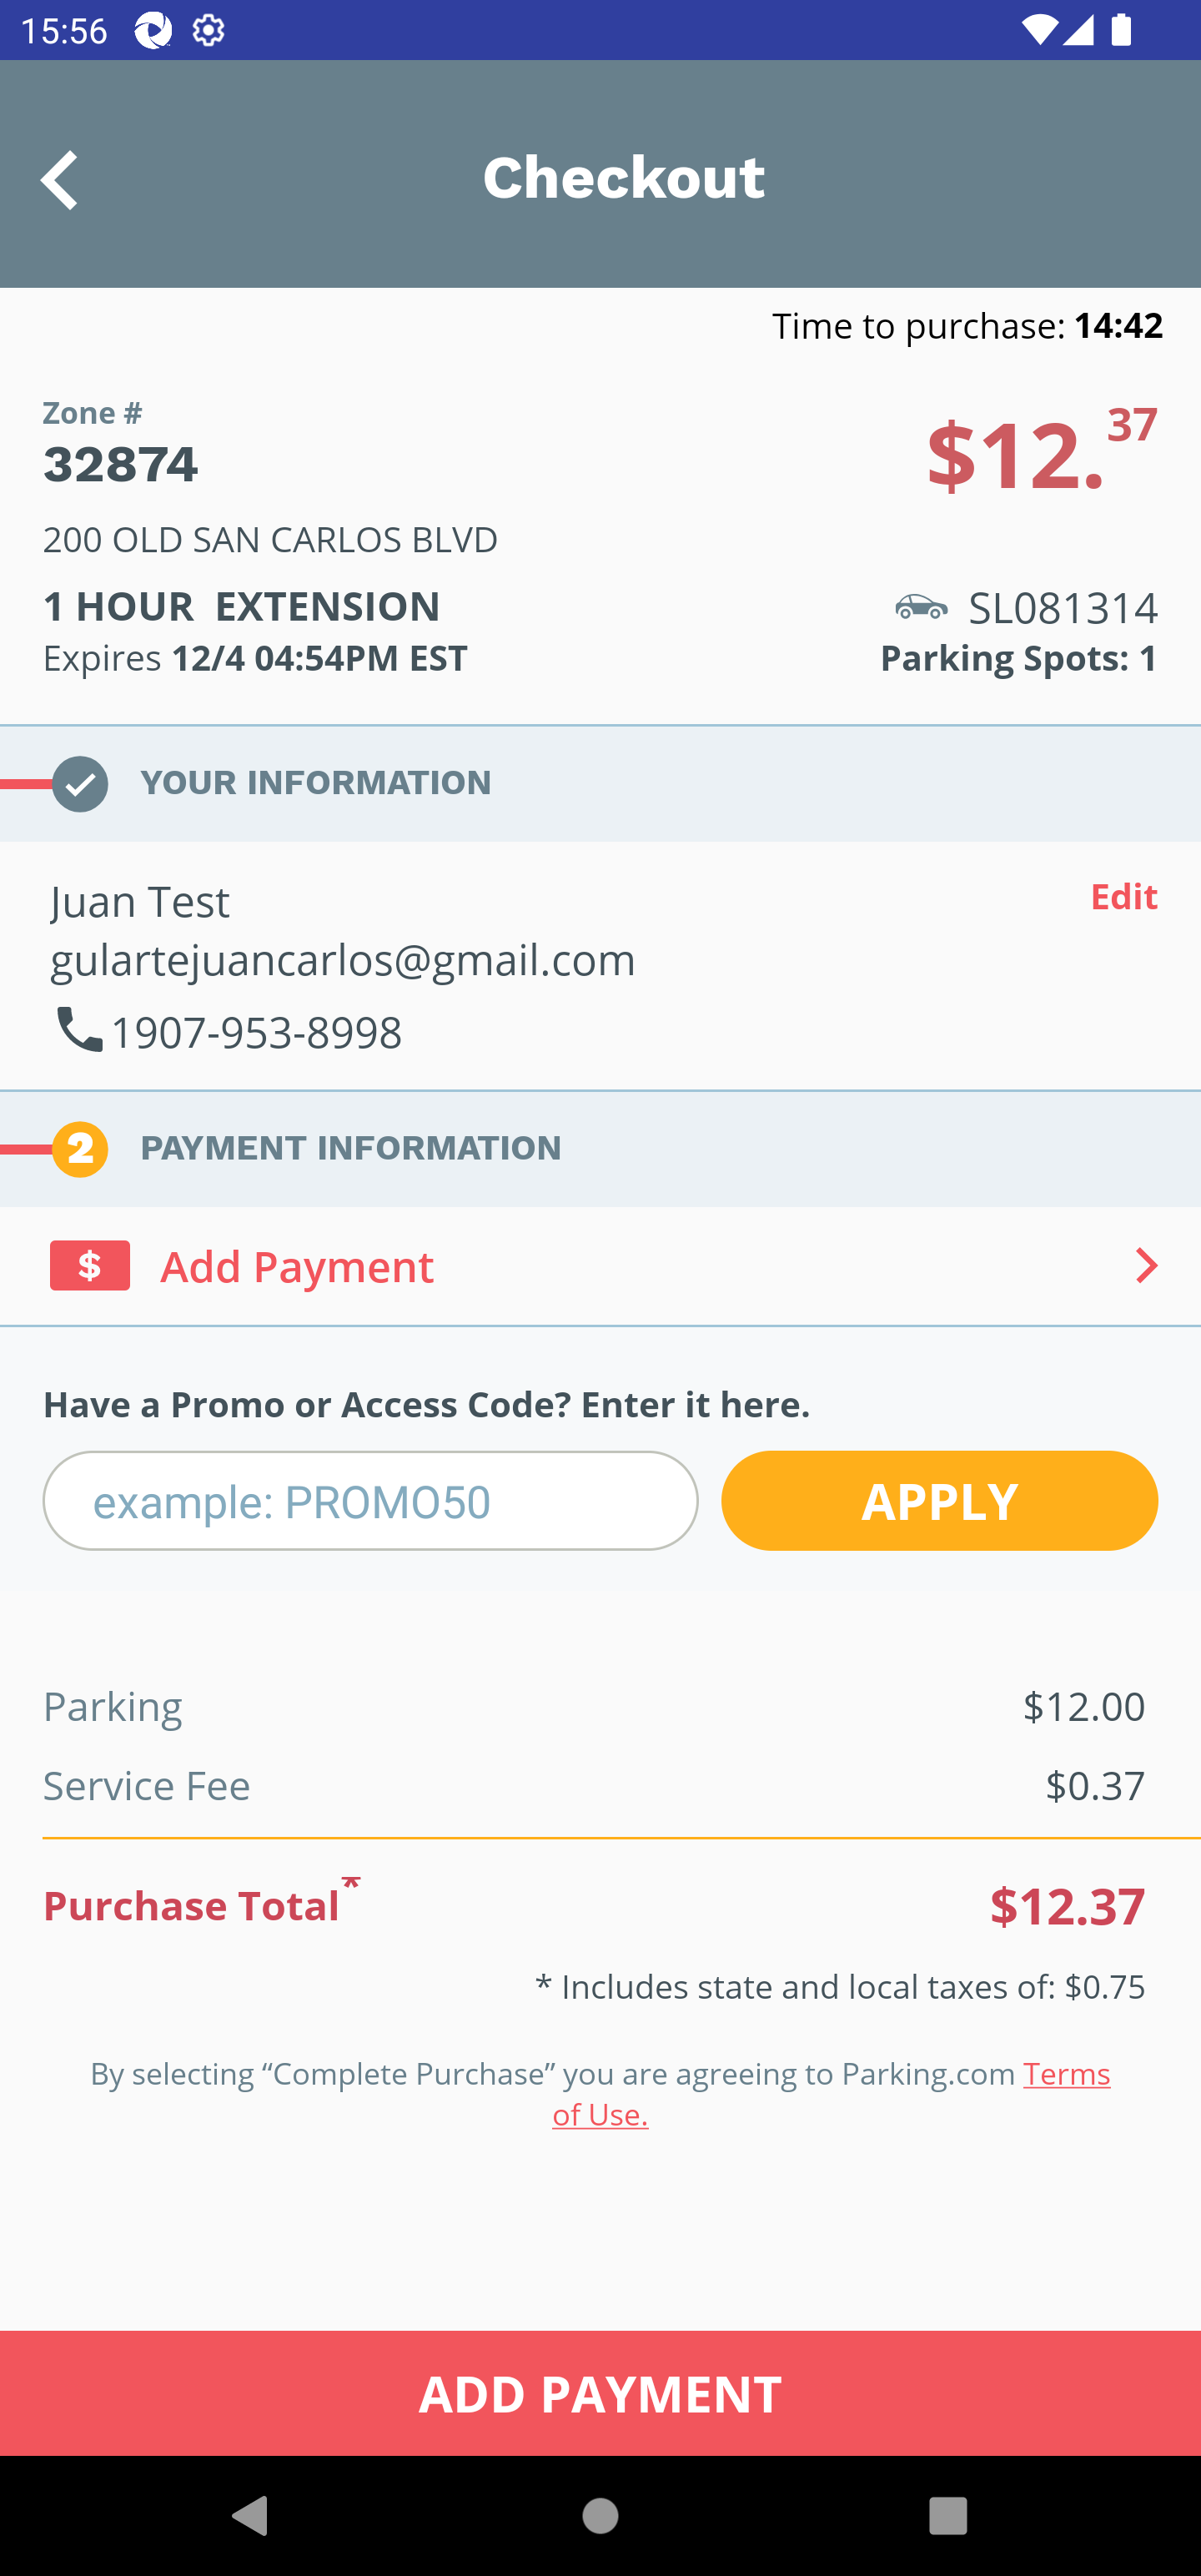 15:56
Checkout
Time to purchase: 14:42
Zone #
32874
$12.37
200 OLD SAN CARLOS BLVD
1 HOUR EXTENSION
SL081314
Expires 12/4 04:54PM EST
Parking Spots: 1
YOUR INFORMATION
Juan Test
Edit
gulartejuancarlos@gmail.com
1907-953-8998
2 PAYMENT INFORMATION
$ Add Payment
Have a Promo or Access Code? Enter it here.
example: PROMO50
APPLY
Parking $12.00
Service Fee $0.37
Purchase Total* $12.37
* Includes state and local taxes of: $0.75
By selecting “Complete Purchase” you are agreeing to Parking.com Terms
of Use.
ADD PAYMENT